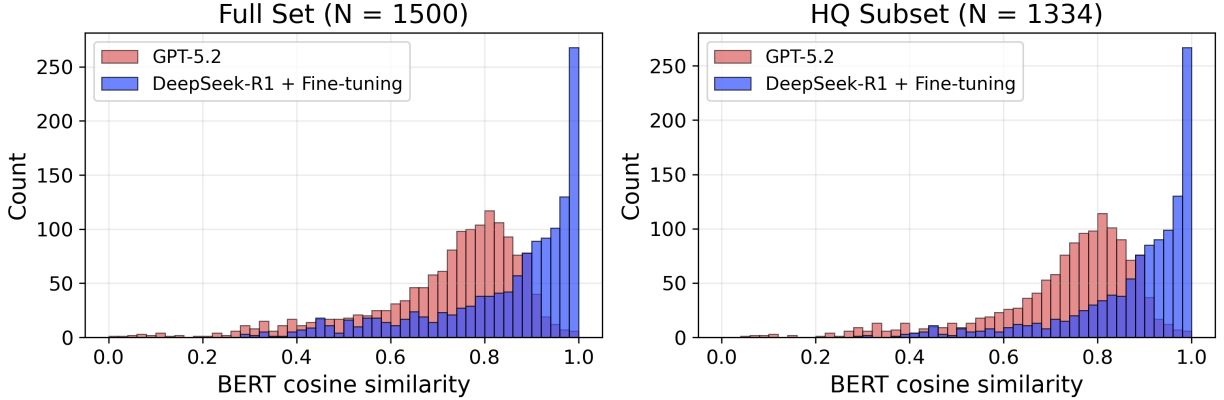 Full Set (N = 1500)
GPT-5.2
DeepSeek-R1 + Fine-tuning
Count
250
200
150
100
50
0
0.0 0.2 0.4 0.6 0.8 1.0
BERT cosine similarity
HQ Subset (N = 1334)
GPT-5.2
DeepSeek-R1 + Fine-tuning
Count
250
200
150
100
50
0
0.0 0.2 0.4 0.6 0.8 1.0
BERT cosine similarity